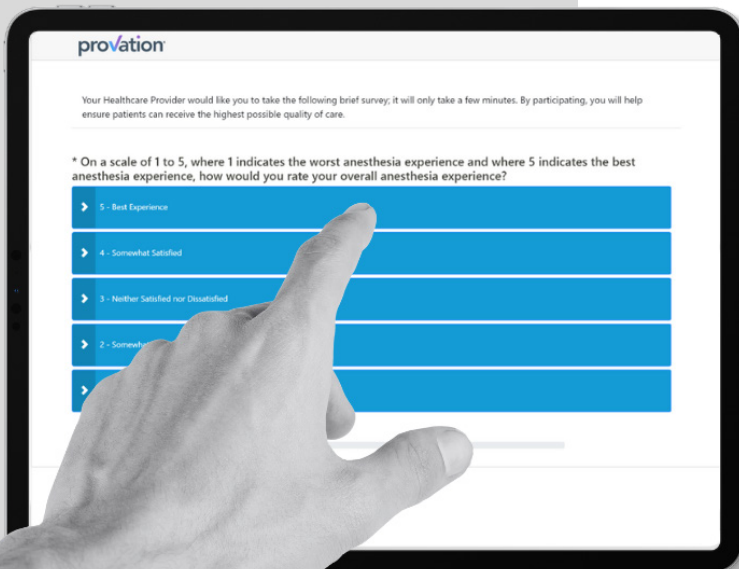 provation
Your Healthcare Provider would like you to take the following brief survey; it will only take a few minutes. By participating, you will help
ensure patients can receive the highest possible quality of care.
* On a scale of 1 to 5, where 1 indicates the worst anesthesia experience and where 5 indicates the best
anesthesia experience, how would you rate your overall anesthesia experience?
5 - Best Experience
4 - Somewhat Satisfied
3 - Neither Satisfied nor Dissatisfied
2 -